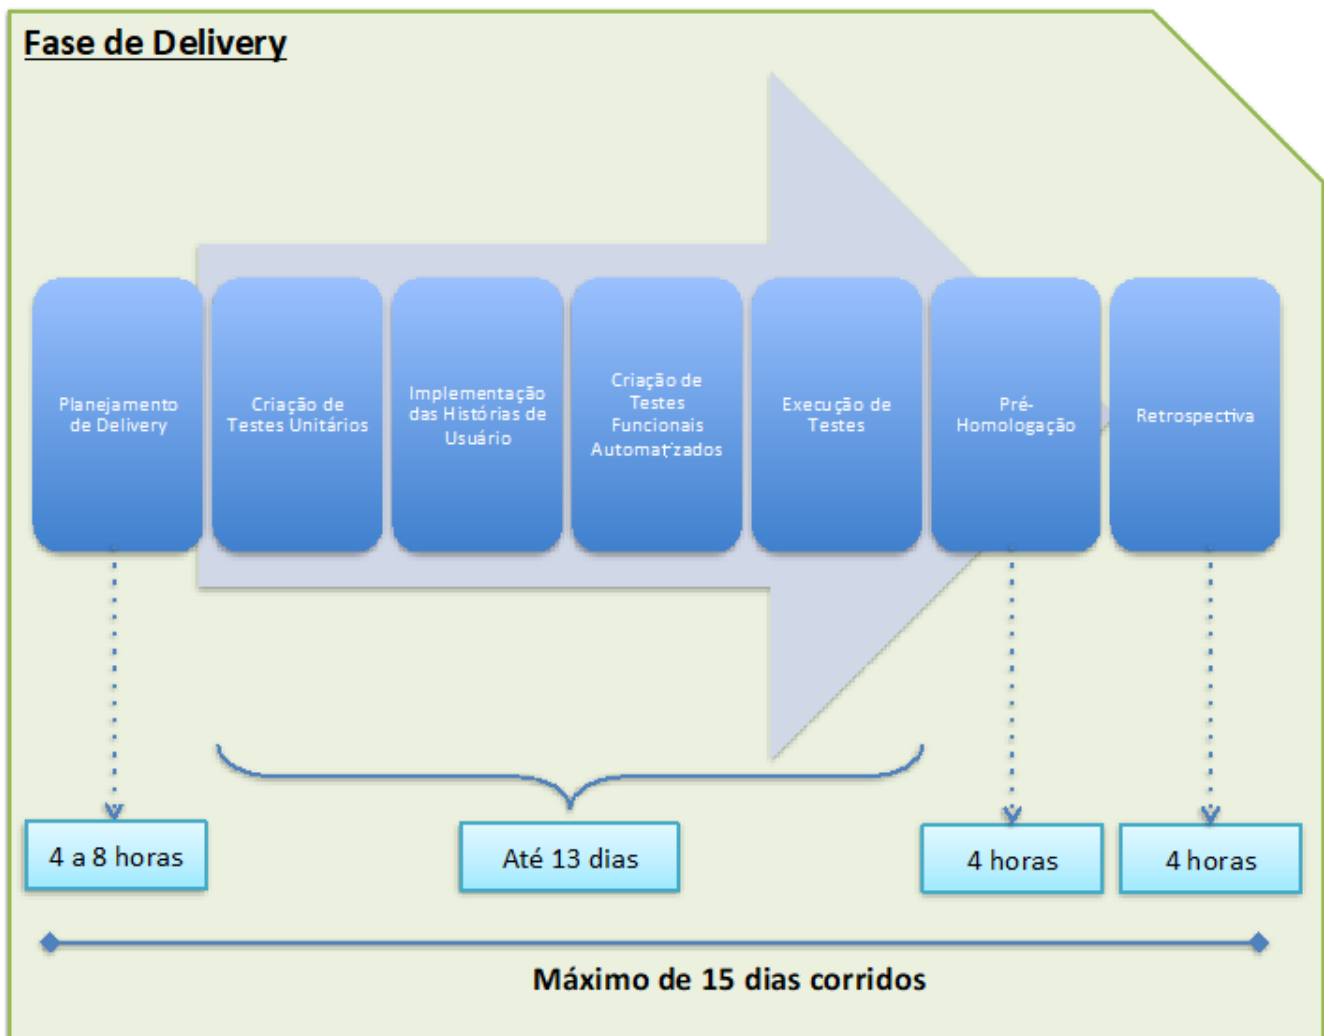 Fase de Delivery
Planejamento
de Delivery
Criação de
Testes Unitários
Implementação
das Histórias de
Usuário
Criação de
Testes
Funcionais
Automatizados
Execução de
Testes
Pré-
Homologação
Retrospectiva
4 a 8 horas
Até 13 dias
4 horas
4 horas
Máximo de 15 dias corridos